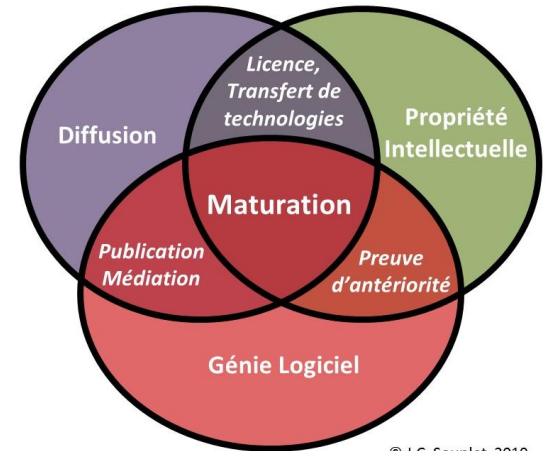 Licence,
Transfert de
technologies
Diffusion
Propriété
Intellectuelle
Maturation
Publication
Médiation
Preuve
d'antériorité
Génie Logiciel